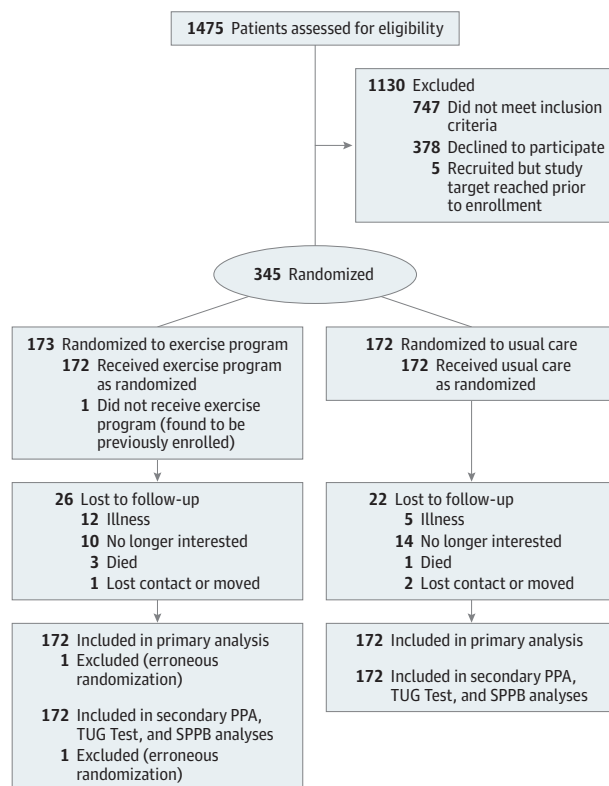 1475 Patients assessed for eligibility
1130 Excluded
747 Did not meet inclusion
criteria
378 Declined to participate
5 Recruited but study
target reached prior
to enrollment
345 Randomized
173 Randomized to exercise program
172 Received exercise program
as randomized
1 Did not receive exercise
program (found to be
previously enrolled)
172 Randomized to usual care
172 Received usual care
as randomized
26 Lost to follow-up
12 Illness
10 No longer interested
3 Died
1 Lost contact or moved
22 Lost to follow-up
5 Illness
14 No longer interested
1 Died
2 Lost contact or moved
172 Included in primary analysis
1 Excluded (erroneous
randomization)
172 Included in secondary PPA,
TUG Test, and SPPB analyses
1 Excluded (erroneous
randomization)
172 Included in primary analysis
172 Included in secondary PPA,
TUG Test, and SPPB analyses